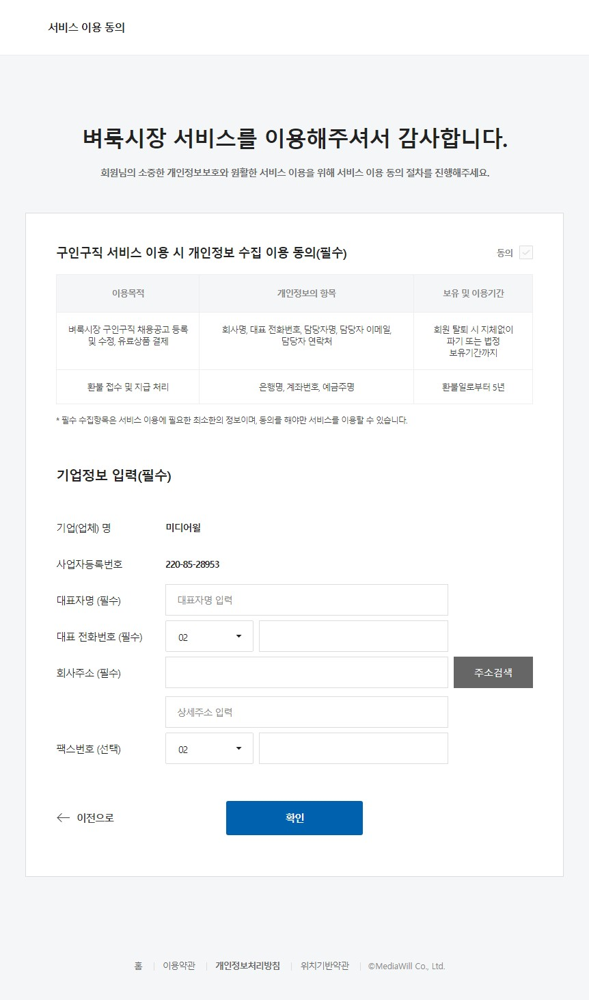 서비스 이용 동의
벼룩시장 서비스를 이용해주셔서 감사합니다.
회원님의 소중한 개인정보보호와 원활한 서비스 이용을 위해 서비스 이용 동의 절차를 진행해주세요.
구인구직 서비스 이용 시 개인정보 수집 이용 동의(필수)
동의
이용목적
개인정보의 항목
보유 및 이용기간
벼룩시장 구인구직 채용공고 등록
및 수정, 유료상품 결제
회사명, 대표 전화번호, 담당자명, 담당자 이메일,
담당자 연락처
회원 탈퇴 시 지체없이
파기 또는 법정
보유기간까지
환불 접수 및 지급 처리
은행명, 계좌번호, 예금주명
환불일로부터 5년
* 필수 수집항목은 서비스 이용에 필요한 최소한의 정보이며, 동의를 해야만 서비스를 이용할 수 있습니다.
기업정보 입력(필수)
기업(업체) 명
미디어윌
사업자등록번호
220-85-28953
대표자명 (필수)
대표자명 입력
대표 전화번호 (필수)
02
회사주소 (필수)
주소검색
상세주소 입력
팩스번호 (선택)
02
이전으로
확인
홈
이용약관
개인정보처리방침
위치기반약관
©MediaWill Co., Ltd.